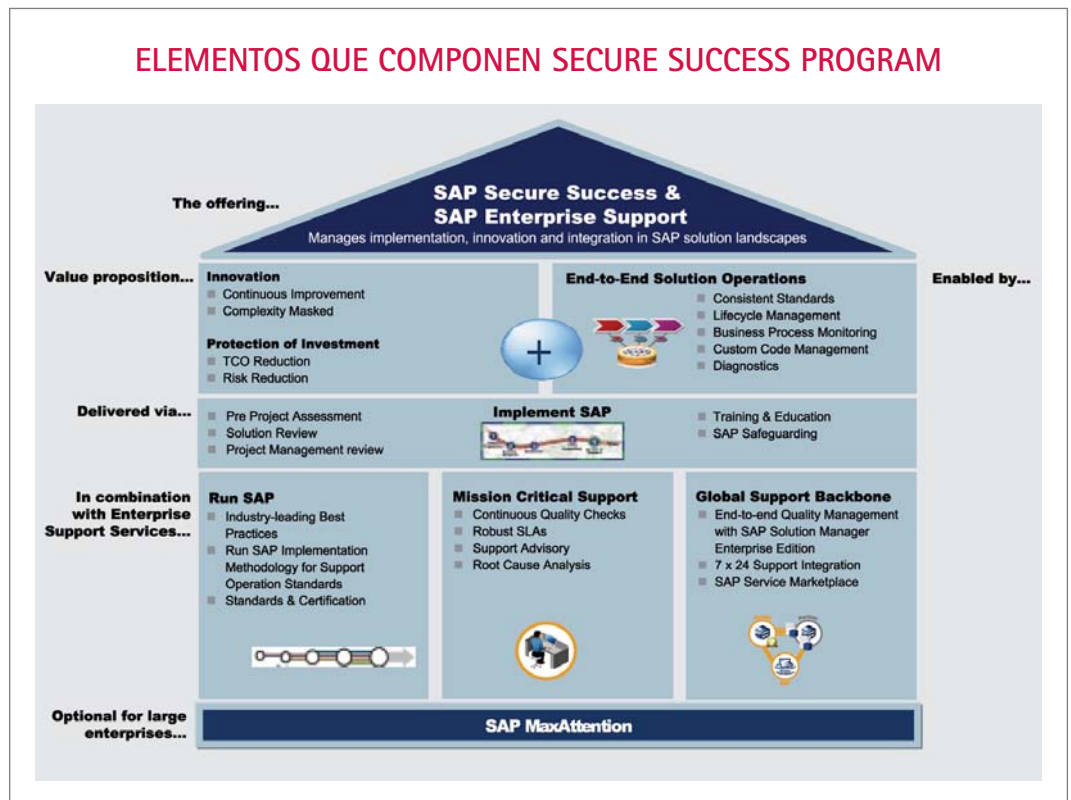 ELEMENTOS QUE COMPONEN SECURE SUCCESS PROGRAM
The offering...
SAP Secure Success &
SAP Enterprise Support
Manages implementation, innovation and integration in SAP solution landscapes
Value proposition...
Innovation
Continuous Improvement
Complexity Masked
Protection of Investment
TCO Reduction
Risk Reduction
+
End-to-End Solution Operations
Consistent Standards
Lifecycle Management
Business Process Monitoring
Custom Code Management
Diagnostics
Enabled by...
Delivered via...
Pre Project Assessment
Solution Review
Project Management review
Implement SAP
Training & Education
SAP Safeguarding
In combination
with Enterprise
Support Services...
Run SAP
Industry-leading Best
Practices
Run SAP Implementation
Methodology for Support
Operation Standards
Standards & Certification
Mission Critical Support
Continuous Quality Checks
Robust SLAs
Support Advisory
Root Cause Analysis
Global Support Backbone
End-to-end Quality Management
with SAP Solution Manager
Enterprise Edition
7 x 24 Support Integration
SAP Service Marketplace
Optional for large
enterprises...
SAP MaxAttention